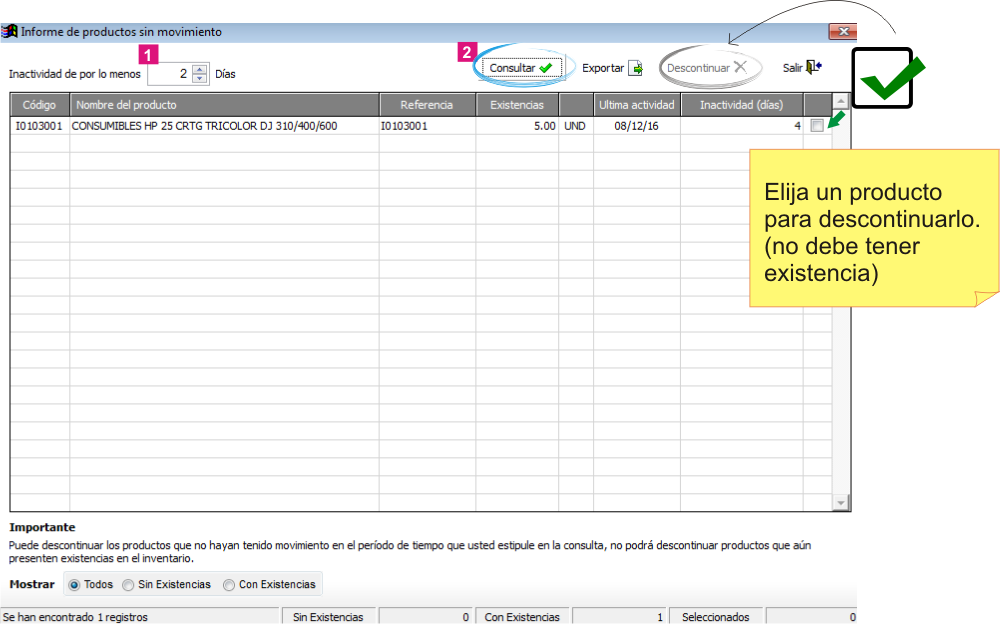 Informe de productos sin movimiento
1
2
Inactividad de por lo menos 2 Días
Consultar
Exportar
Descontinuar
Salir
Código Nombre del producto Referencia Existencias Ultima actividad Inactividad (días)
I0103001 CONSUMIBLES HP 25 CRTG TRICOLOR DJ 310/400/600 I0103001 5.00 UND 08/12/16 4
Elija un producto
para descontinuarlo.
(no debe tener
existencia)
Importante
Puede descontinuar los productos que no hayan tenido movimiento en el período de tiempo que usted estipule en la consulta, no podrá descontinuar productos que aún
presenten existencias en el inventario.
Mostrar Todos Sin Existencias Con Existencias
Se han encontrado 1 registros Sin Existencias 0 Con Existencias 1 Seleccionados 0